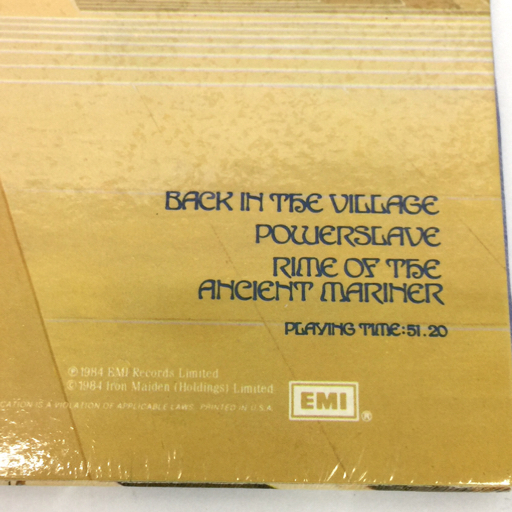 BACK IN THE VILLAGE
POWERSLAVE
RIME OF THE
ANCIENT MARINER
PLAYING TIME:51.20
℗ 1984 EMI Records Limited
© 1984 Iron Maiden (Holdings) Limited
IS A VIOLATION OF APPLICABLE LAWS. PRINTED IN U.S.A.
EMI®